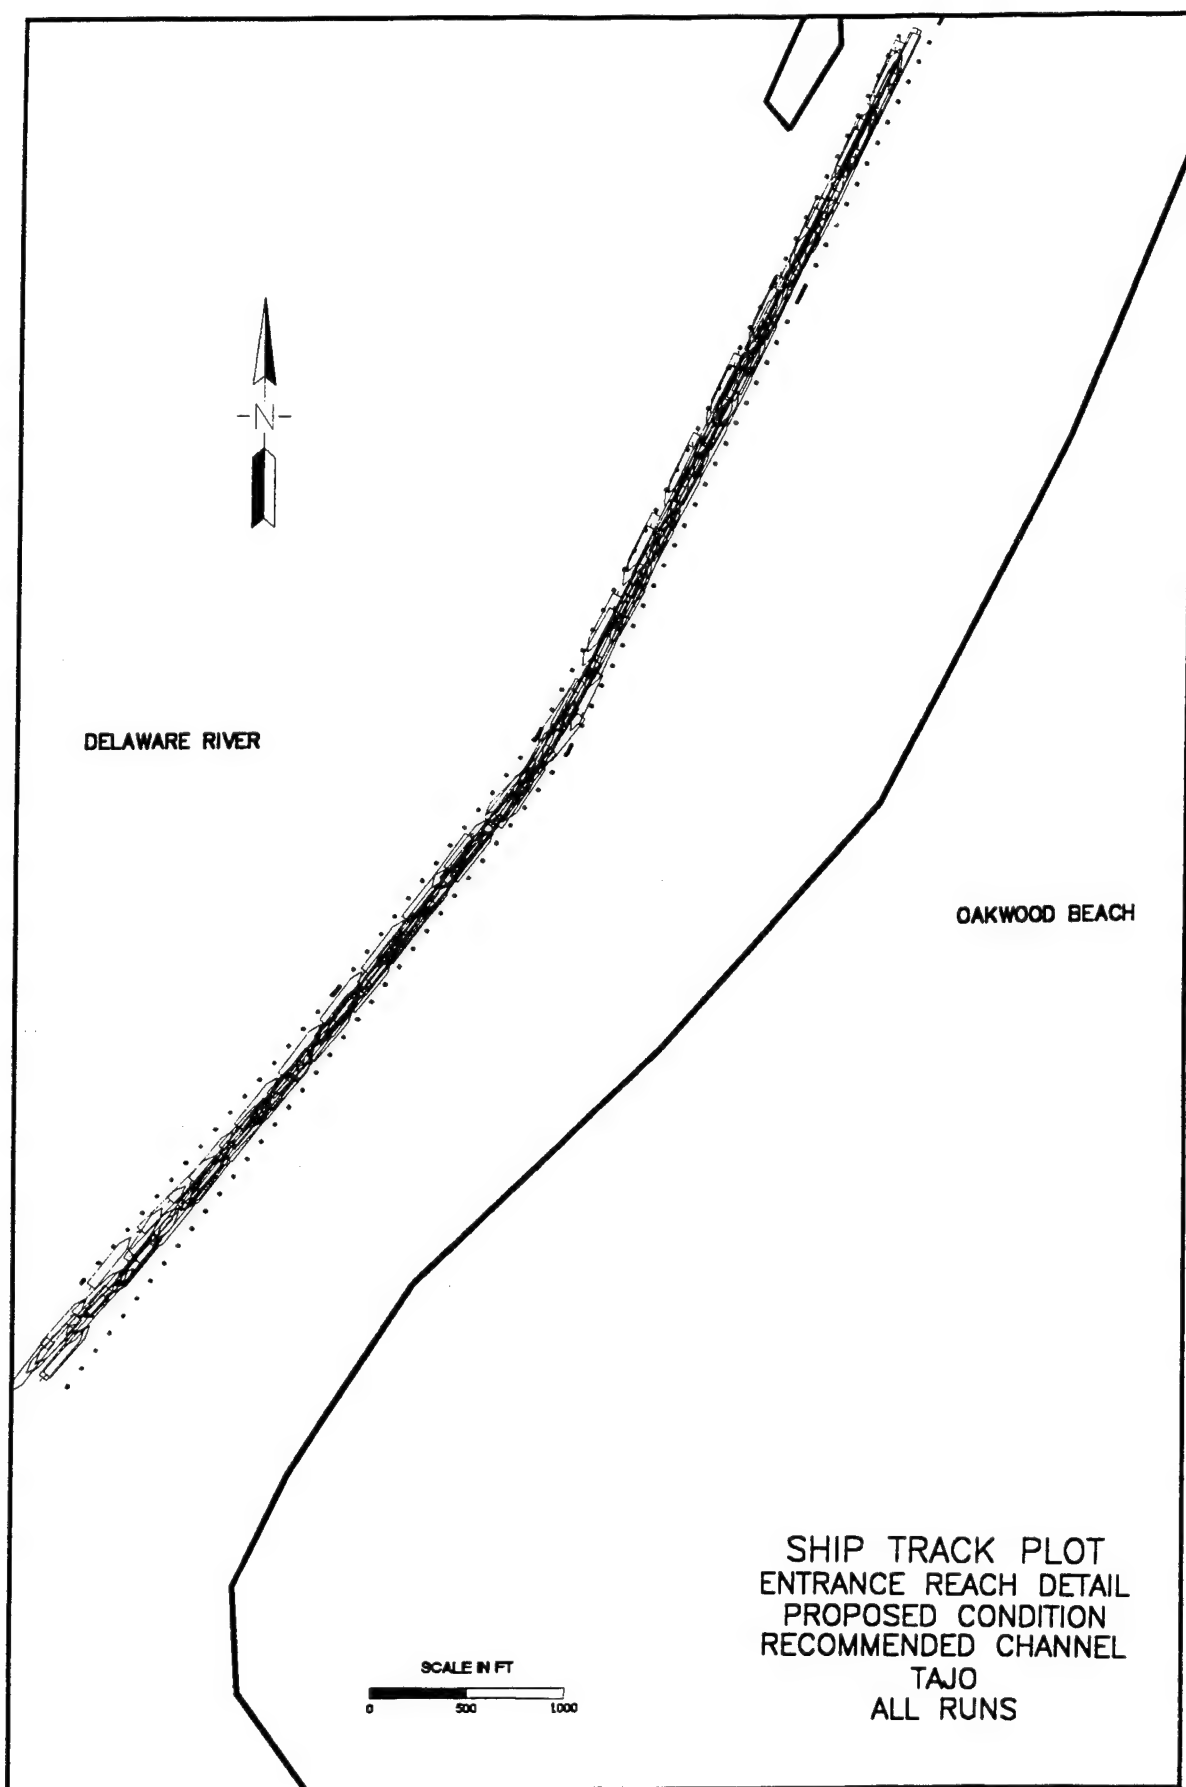 N
DELAWARE RIVER
OAKWOOD BEACH
SHIP TRACK PLOT
ENTRANCE REACH DETAIL
PROPOSED CONDITION
RECOMMENDED CHANNEL
TAJO
ALL RUNS
SCALE IN FT
0 500 1000